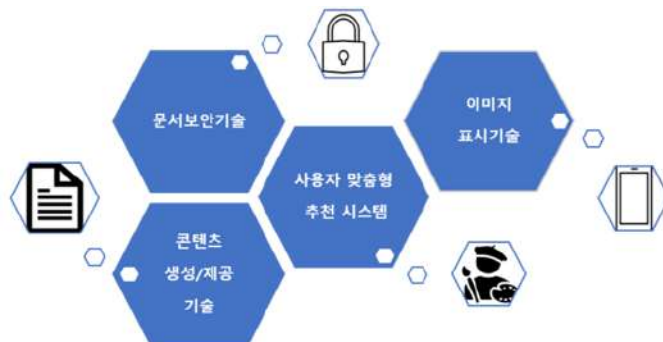 문서보안기술
이미지
표시기술
사용자 맞춤형
추천 시스템
콘텐츠
생성/제공
기술